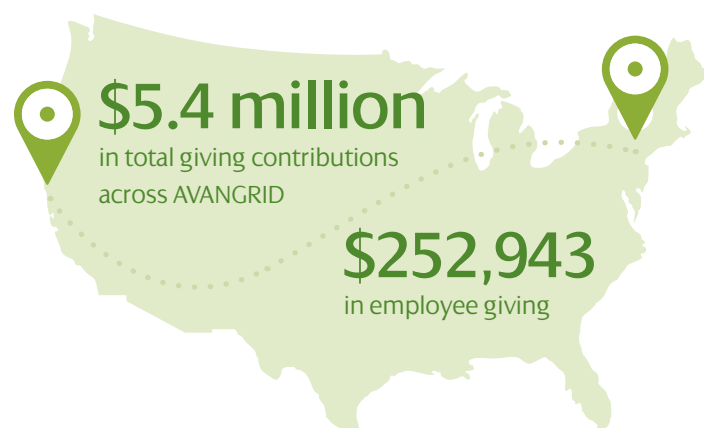 $5.4 million
in total giving contributions
across AVANGRID
$252,943
in employee giving